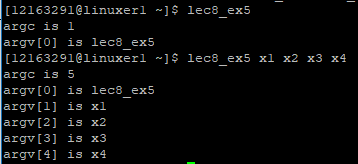 [12163291@linuxer1 ~]$ lec8_ex5
argc is 1
argv[0] is lec8_ex5
[12163291@linuxer1 ~]$ lec8_ex5 x1 x2 x3 x4
argc is 5
argv[0] is lec8_ex5
argv[1] is x1
argv[2] is x2
argv[3] is x3
argv[4] is x4